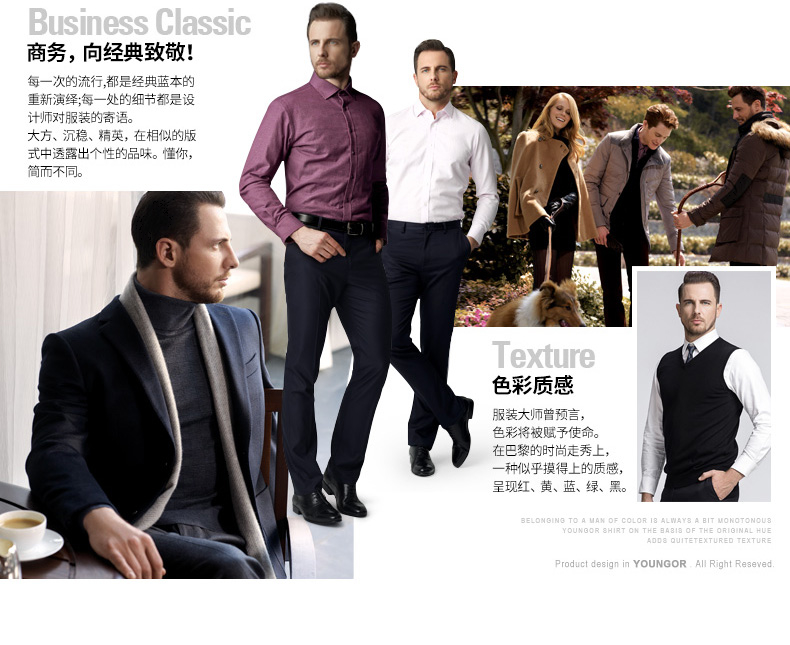 Business Classic
商务，向经典致敬！
每一次的流行,都是经典蓝本的
重新演绎;每一处的细节都是设
计师对服装的寄语。
大方、沉稳、精英，在相似的版
式中透露出个性的品味。懂你，
简而不同。
Texture
色彩质感
服装大师曾预言，
色彩将被赋予使命。
在巴黎的时尚走秀上，
一种似乎摸得上的质感，
呈现红、黄、蓝、绿、黑。
BELONGING TO A MAN OF COLOR IS ALWAYS A BIT MONOTONOUS
YOUNGOR SHIRT ON THE BASIS OF THE ORIGINAL HUE
ADDS QUITETEXTURED TEXTURE
Product design in YOUNGOR . All Right Reseved.